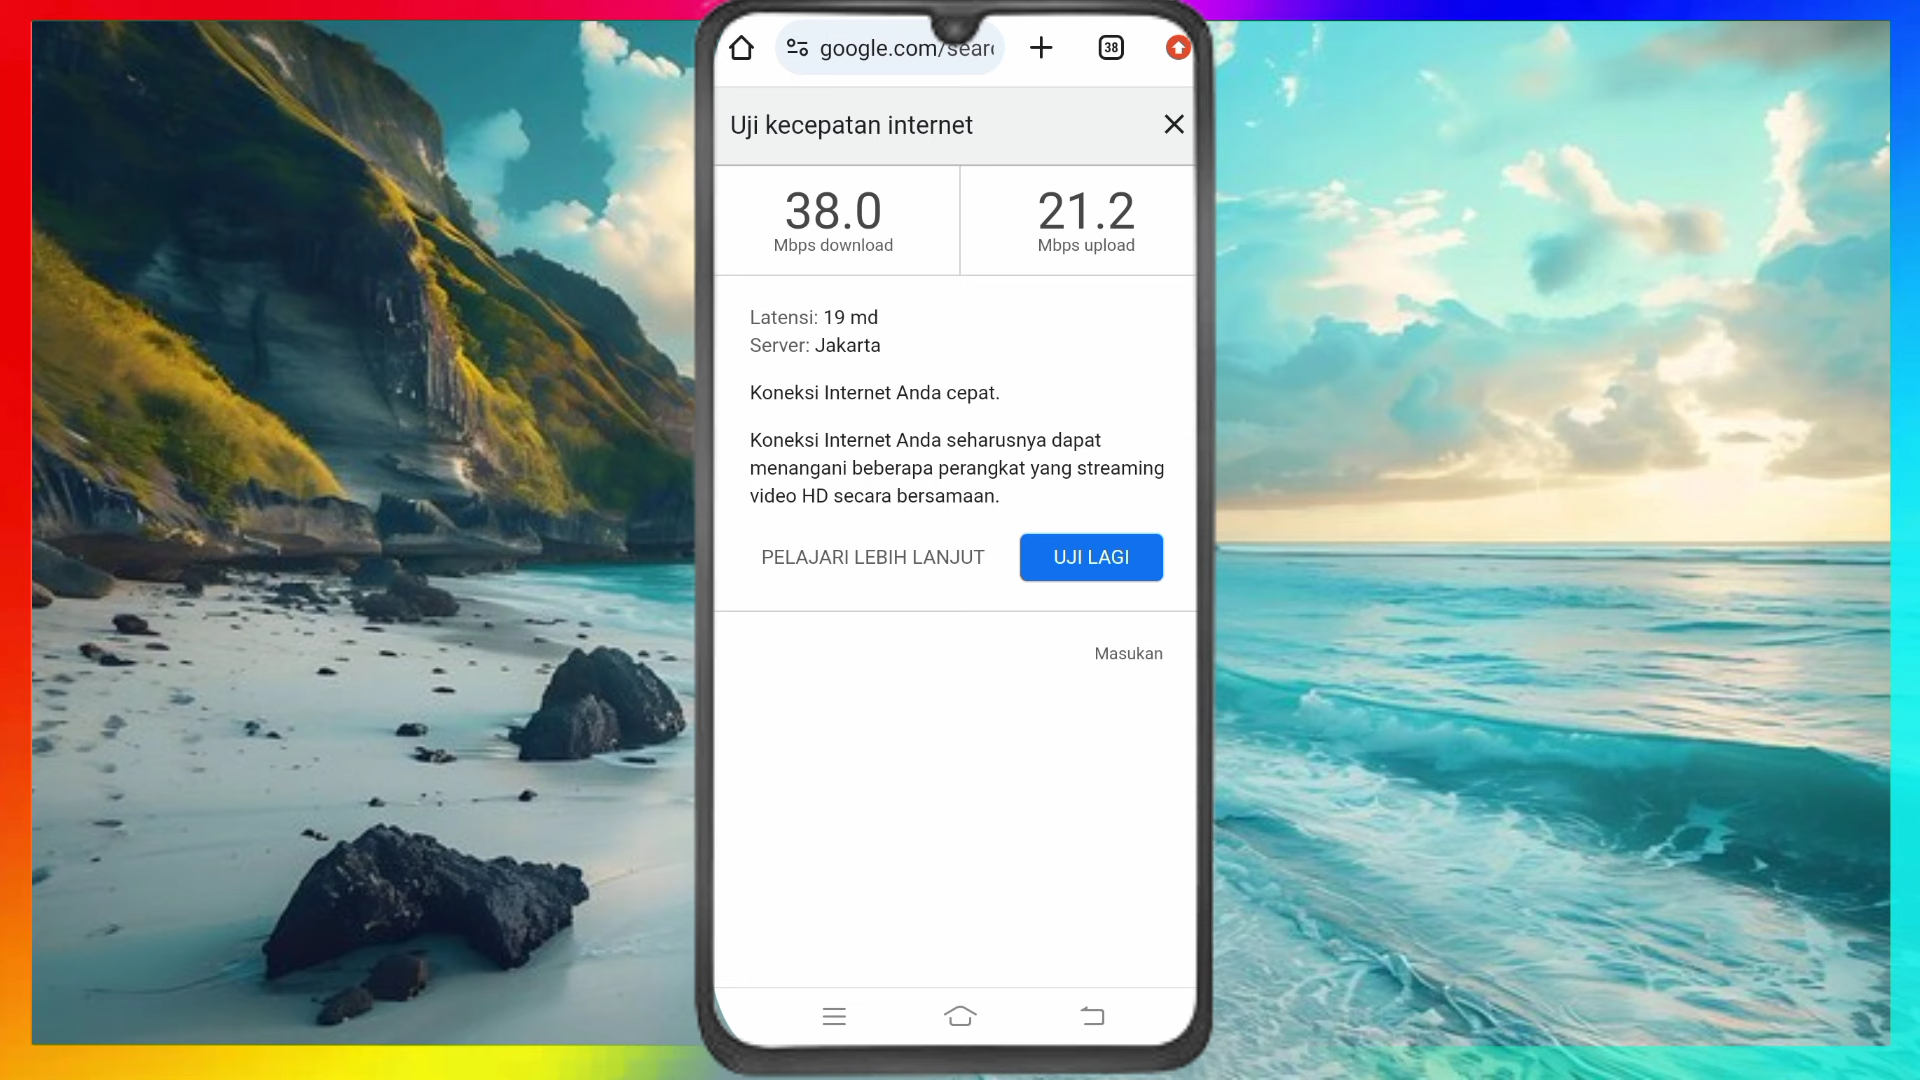 google.com/sear
38
Uji kecepatan internet
38.0
Mbps download
21.2
Mbps upload
Latensi: 19 md
Server: Jakarta
Koneksi Internet Anda cepat.
Koneksi Internet Anda seharusnya dapat
menangani beberapa perangkat yang streaming
video HD secara bersamaan.
PELAJARI LEBIH LANJUT
UJI LAGI
Masukan